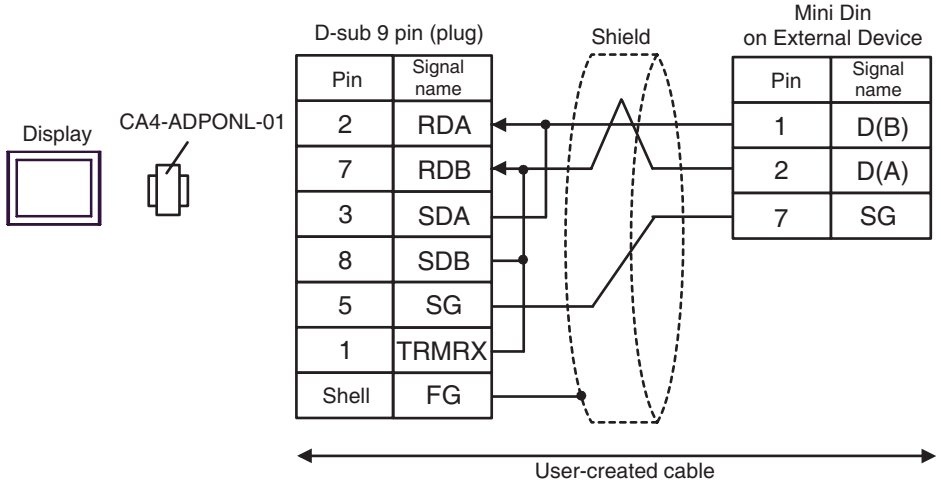 D-sub 9 pin (plug)
Shield
Mini Din
on External Device
Display
CA4-ADPONL-01
Pin Signal name
2 RDA
7 RDB
3 SDA
8 SDB
5 SG
1 TRMRX
Shell FG
Pin Signal name
1 D(B)
2 D(A)
7 SG
User-created cable